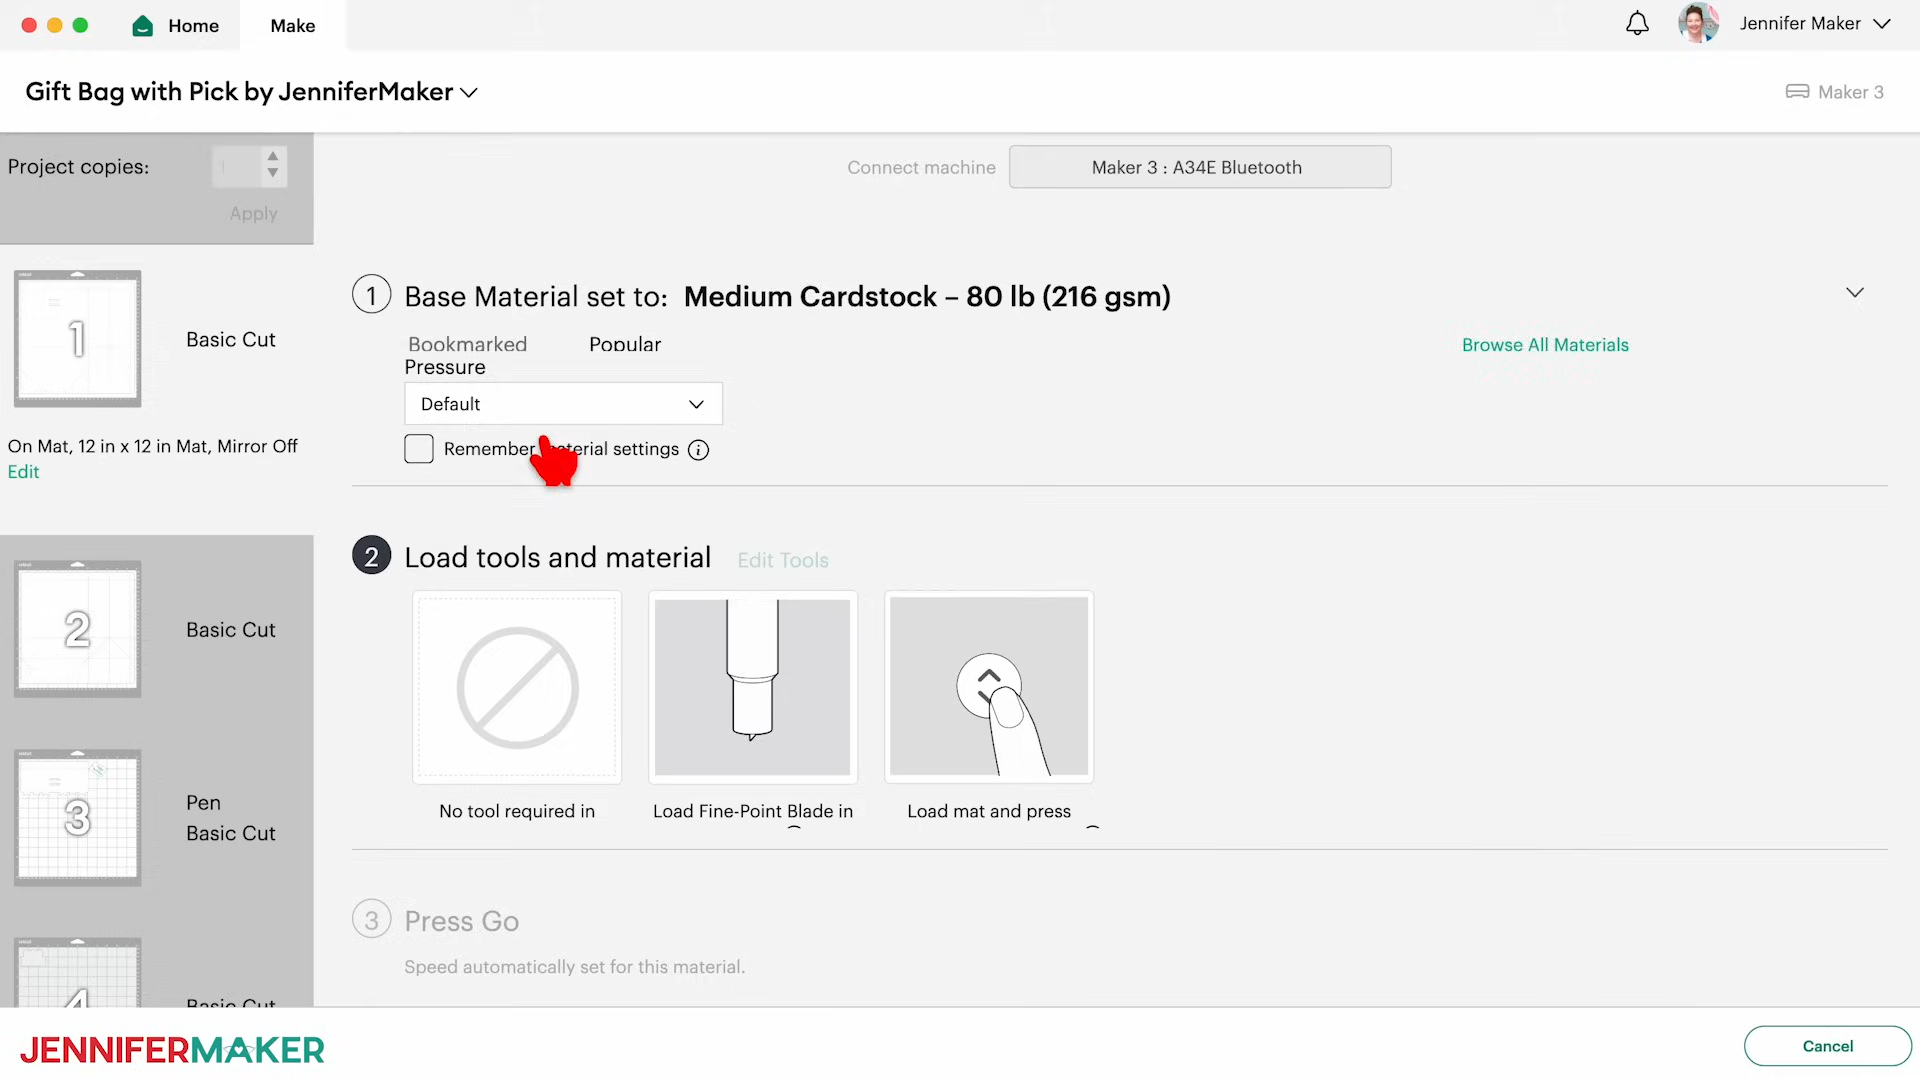 Home
Make
Jennifer Maker
Gift Bag with Pick by JenniferMaker
Maker 3
Project copies:
Apply
Connect machine
Maker 3 : A34E Bluetooth
1
Basic Cut
On Mat, 12 in x 12 in Mat, Mirror Off
Edit
1 Base Material set to: Medium Cardstock – 80 lb (216 gsm)
Bookmarked
Popular
Browse All Materials
Pressure
Default
Remember material settings
2 Load tools and material
Edit Tools
2
Basic Cut
No tool required in
Load Fine-Point Blade in
Load mat and press
3
Pen
Basic Cut
3 Press Go
Speed automatically set for this material.
4
Basic Cut
JENNIFERMAKER
Cancel